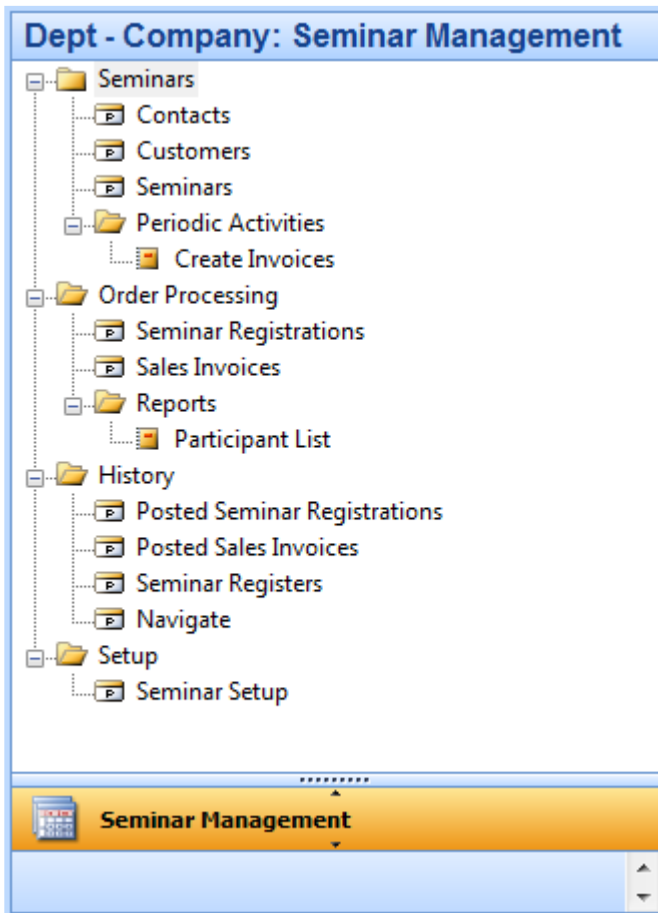 Dept - Company: Seminar Management
Seminars
Contacts
Customers
Seminars
Periodic Activities
Create Invoices
Order Processing
Seminar Registrations
Sales Invoices
Reports
Participant List
History
Posted Seminar Registrations
Posted Sales Invoices
Seminar Registers
Navigate
Setup
Seminar Setup
Seminar Management